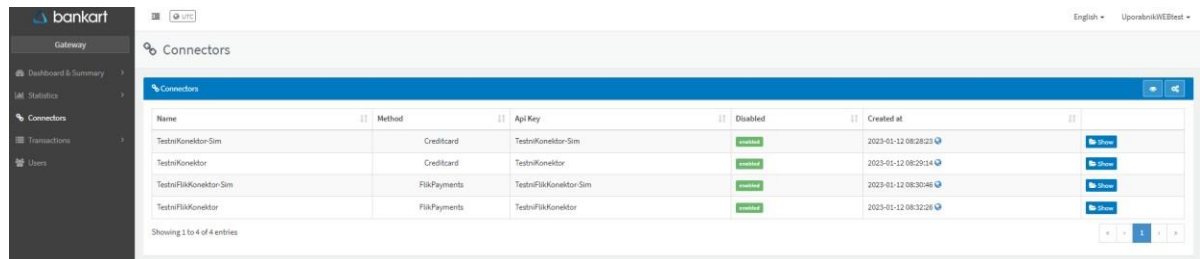 bankart
UTC
English
UporabnikWEBtest
Gateway
Connectors
Dashboard & Summary
Statistics
Connectors
Transactions
Users
Connectors
Name Method Api Key Disabled Created at
TestniKonektor-Sim Creditcard TestniKonektor-Sim enabled 2023-01-12 08:28:23 Show
TestniKonektor Creditcard TestniKonektor enabled 2023-01-12 08:29:14 Show
TestniFlikKonektor-Sim FlikPayments TestniFlikKonektor-Sim enabled 2023-01-12 08:30:46 Show
TestniFlikKonektor FlikPayments TestniFlikKonektor enabled 2023-01-12 08:32:26 Show
Showing 1 to 4 of 4 entries
« ‹ 1 › »